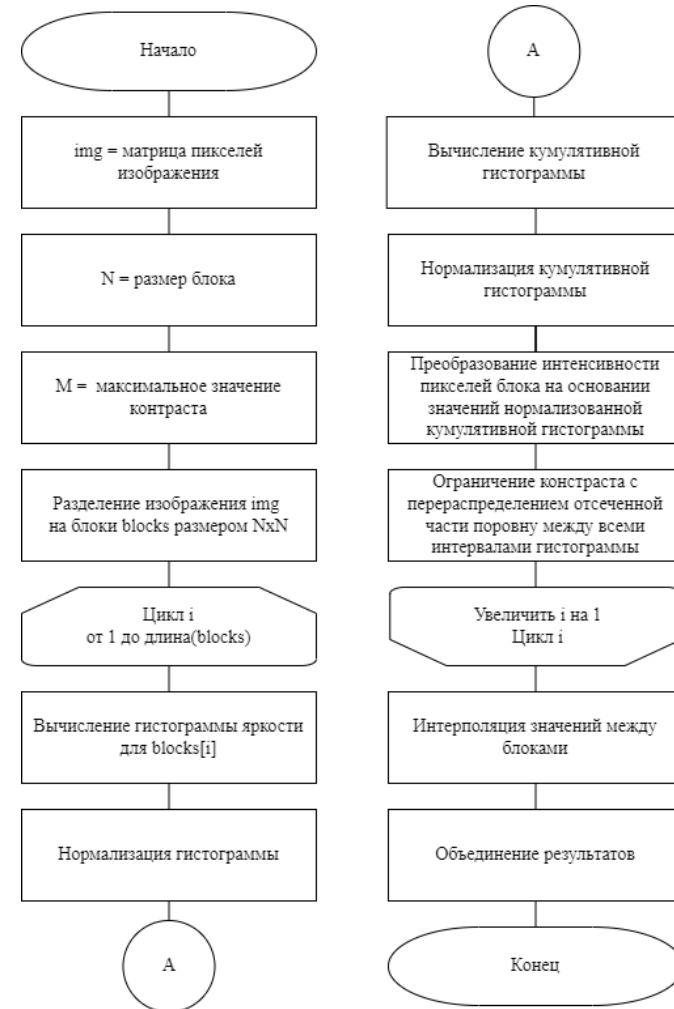 Начало
img = матрица пикселей
изображения
N = размер блока
M = максимальное значение
контраста
Разделение изображения img
на блоки blocks размером NxN
Цикл i
от 1 до длина(blocks)
Вычисление гистограммы яркости
для blocks[i]
Нормализация гистограммы
A
A
Вычисление кумулятивной
гистограммы
Нормализация кумулятивной
гистограммы
Преобразование интенсивности
пикселей блока на основании
значений нормализованной
кумулятивной гистограммы
Ограничение констраста с
перераспределением отсеченной
части поровну между всеми
интервалами гистограммы
Увеличить i на 1
Цикл i
Интерполяция значений между
блоками
Объединение результатов
Конец